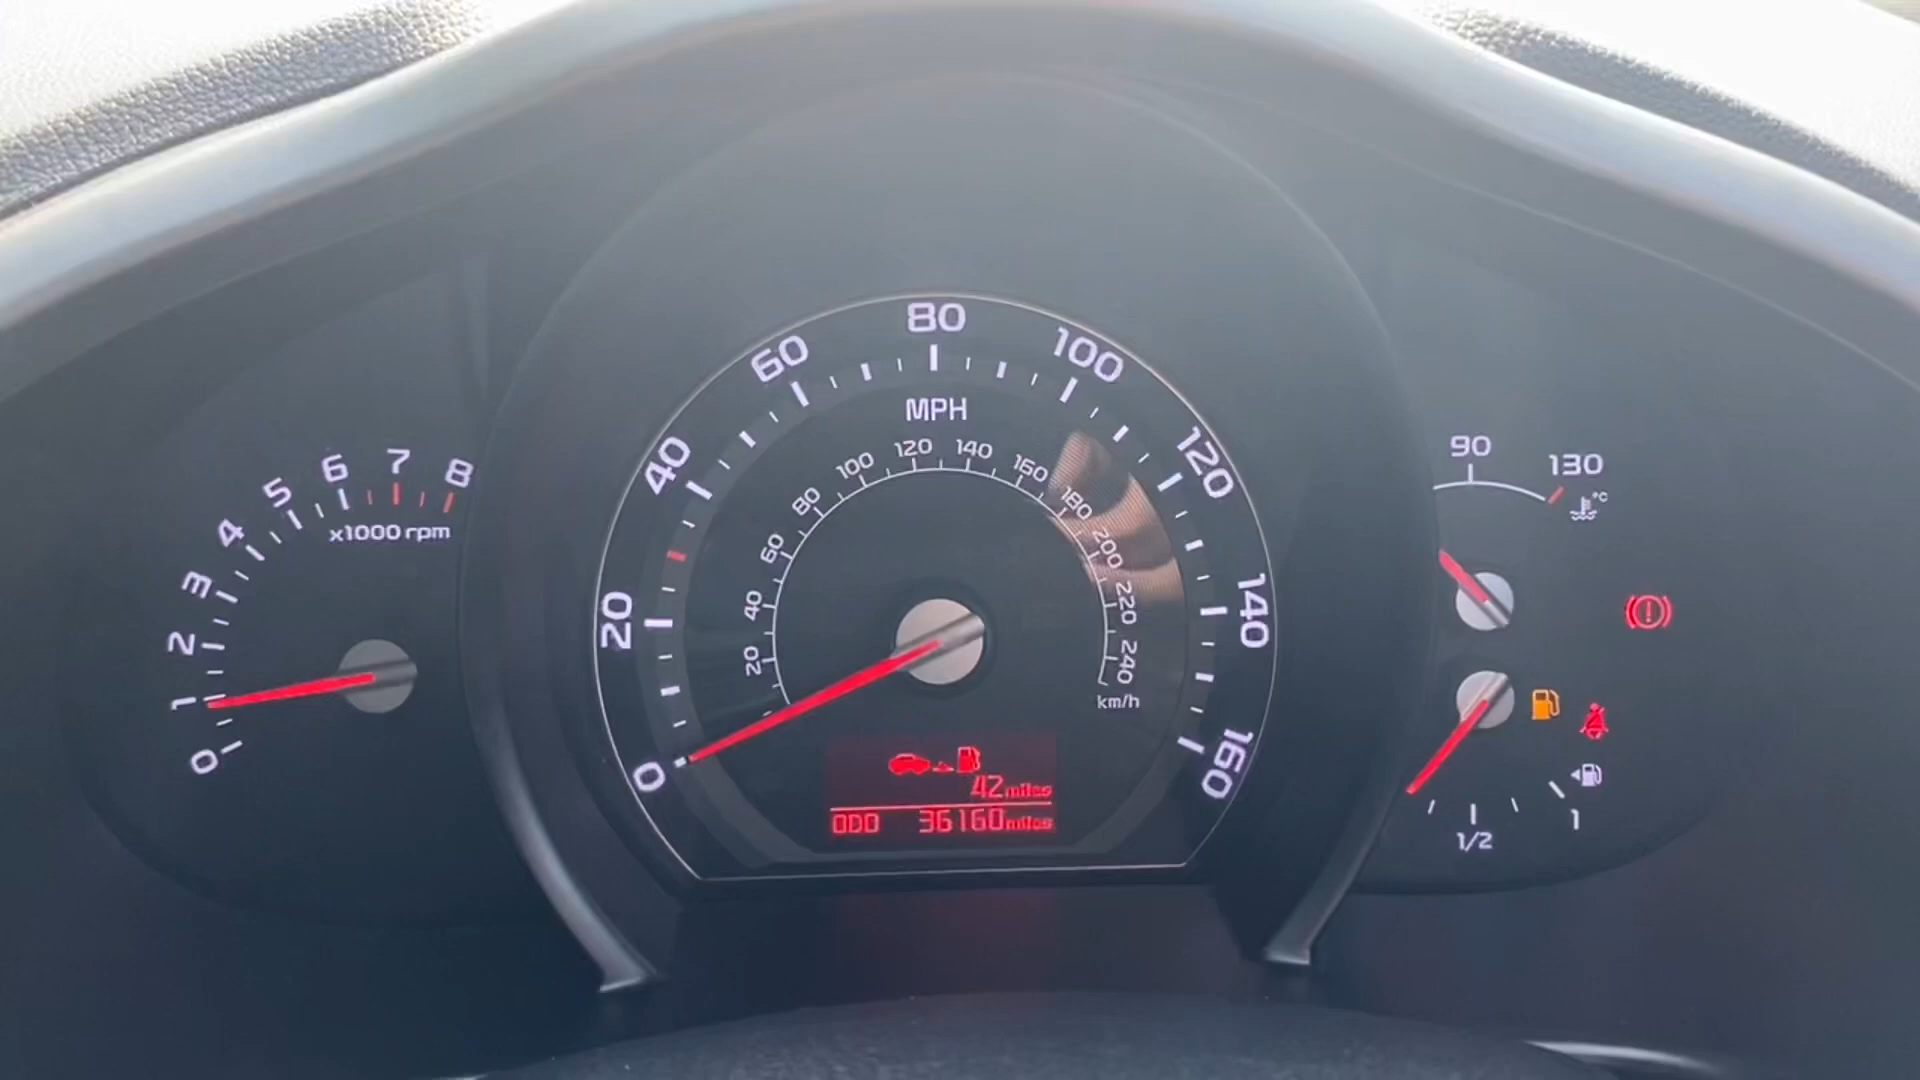 0 1 2 3 4 5 6 7 8
x1000 rpm
0 20 40 60 80 100 120 140 160
MPH
20 40 60 80 100 120 140 160 180 200 220 240
km/h
42 miles
ODO 36160 miles
90 130
°C
1/2 1